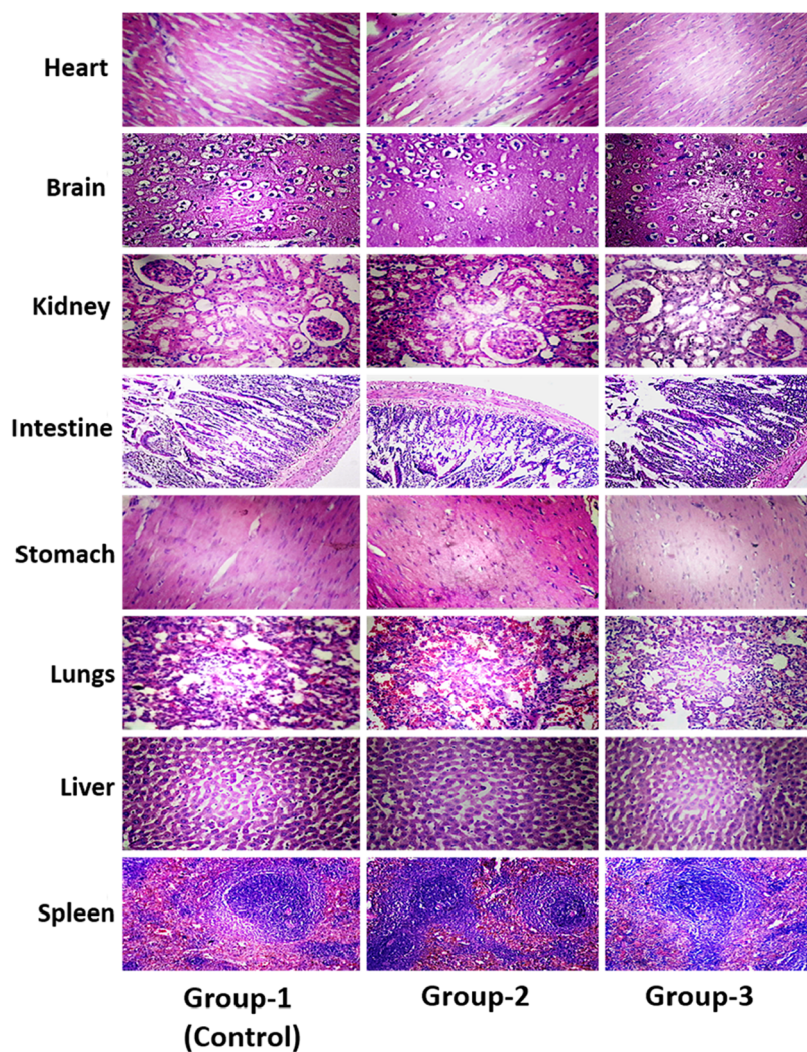 Heart
Brain
Kidney
Intestine
Stomach
Lungs
Liver
Spleen
Group-1
(Control)
Group-2
Group-3